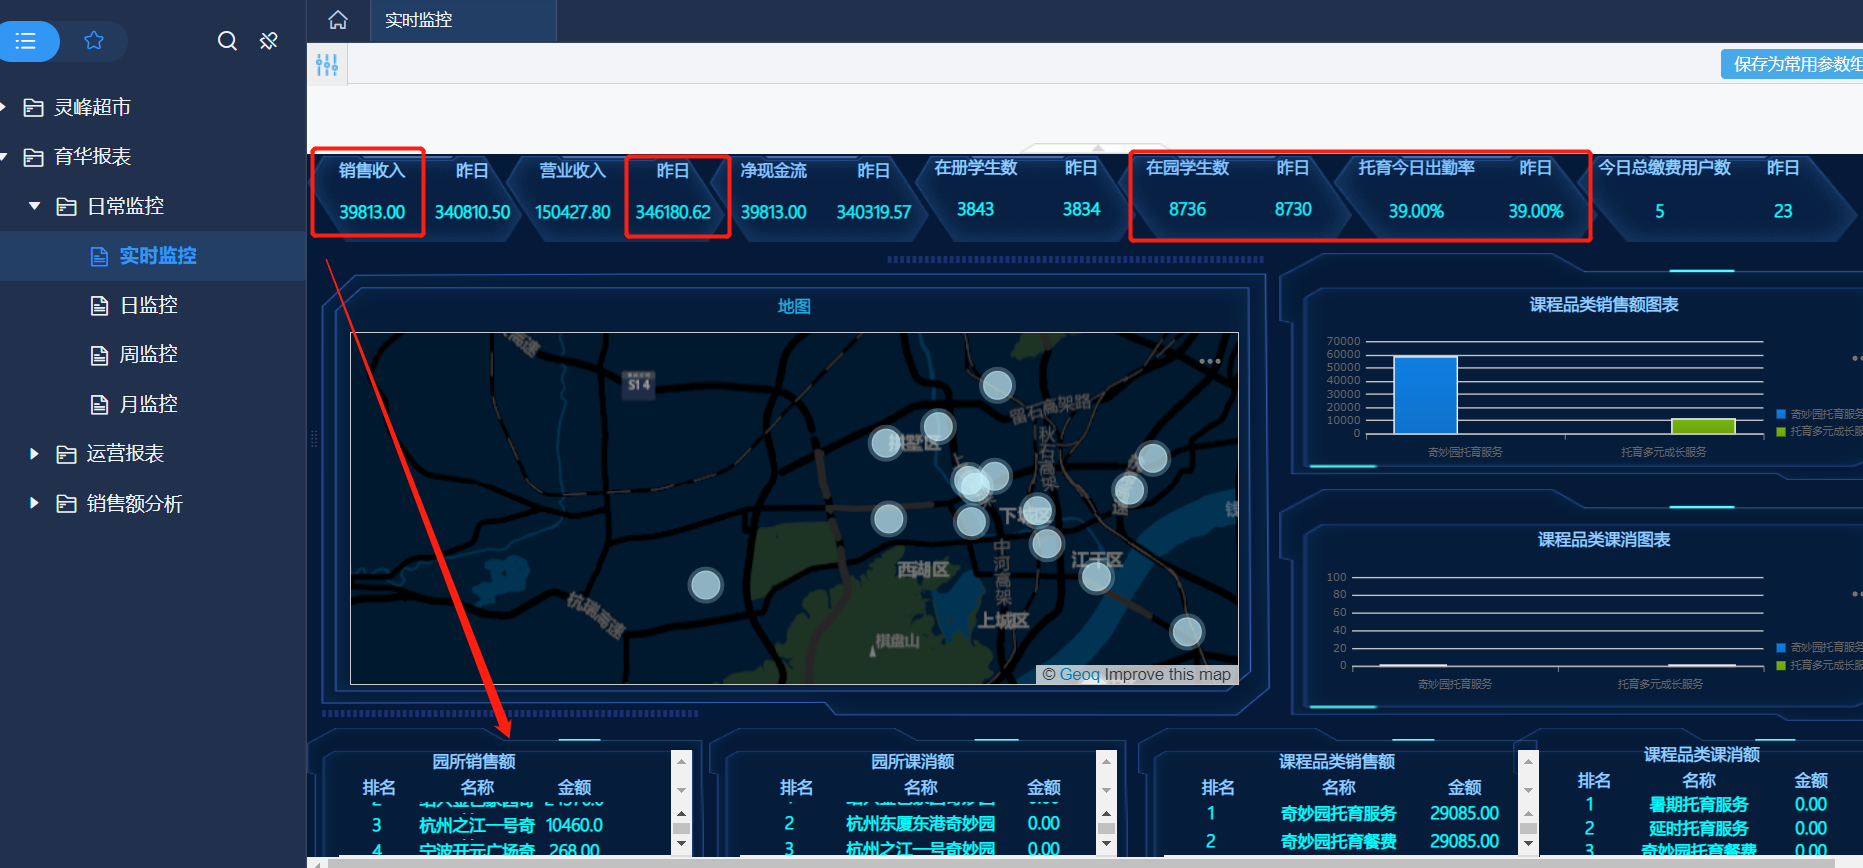 实时监控
保存为常用参数组
灵峰超市
育华报表
日常监控
实时监控
日监控
周监控
月监控
运营报表
销售额分析
销售收入 昨日 营业收入 昨日 净现金流 昨日 在册学生数 昨日 在园学生数 昨日 托育今日出勤率 昨日 今日总缴费用户数 昨日
39813.00 340810.50 150427.80 346180.62 39813.00 340319.57 3843 3834 8736 8730 39.00% 39.00% 5 23
地图
S14
留石高架路
秋石高架
拱墅区
下城区
中河高架
江干区
西湖区
上城区
杭瑞高速
棋盘山
钱
© Geoq Improve this map
课程品类销售额图表
70000
60000
50000
40000
30000
20000
10000
0
奇妙园托育服务 托育多元成长服务
奇妙园托育服务
托育多元成长服
课程品类课消图表
100
80
60
40
20
0
奇妙园托育服务 托育多元成长服务
奇妙园托育服务
托育多元成长服
园所销售额
排名 名称 金额
3 杭州之江一号奇 10460.0
4 宁波开元广场奇 268.00
园所课消额
排名 名称 金额
2 杭州东厦东港奇妙园 0.00
3 杭州之江一号奇妙园 0.00
课程品类销售额
排名 名称 金额
1 奇妙园托育服务 29085.00
2 奇妙园托育餐费 29085.00
课程品类课消额
排名 名称 金额
1 暑期托育服务 0.00
2 延时托育服务 0.00
3 奇妙园托育餐费 0.00